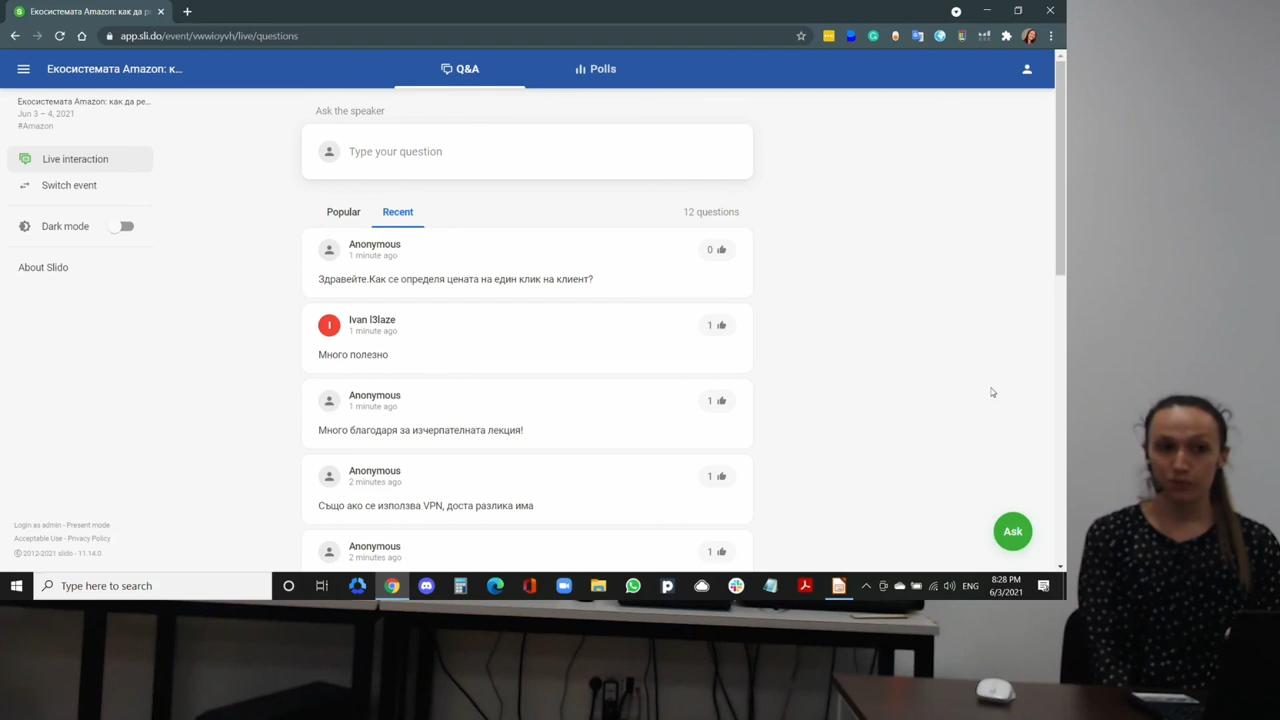 Екосистемата Amazon: как да ре
app.sli.do/event/vwwioyvh/live/questions
Екосистемата Amazon: к...
Q&A
Polls
Екосистемата Amazon: как да ре...
Jun 3 – 4, 2021
#Amazon
Live interaction
Switch event
Dark mode
About Slido
Ask the speaker
Type your question
Popular
Recent
12 questions
Anonymous
1 minute ago
0
Здравейте.Как се определя цената на един клик на клиент?
I
Ivan l3laze
1 minute ago
1
Много полезно
Anonymous
1 minute ago
1
Много благодаря за изчерпателната лекция!
Anonymous
2 minutes ago
1
Също ако се използва VPN, доста разлика има
Anonymous
2 minutes ago
1
Ask
Login as admin - Present mode
Acceptable Use - Privacy Policy
© 2012-2021 slido - 11.14.0
Type here to search
ENG
8:28 PM
6/3/2021